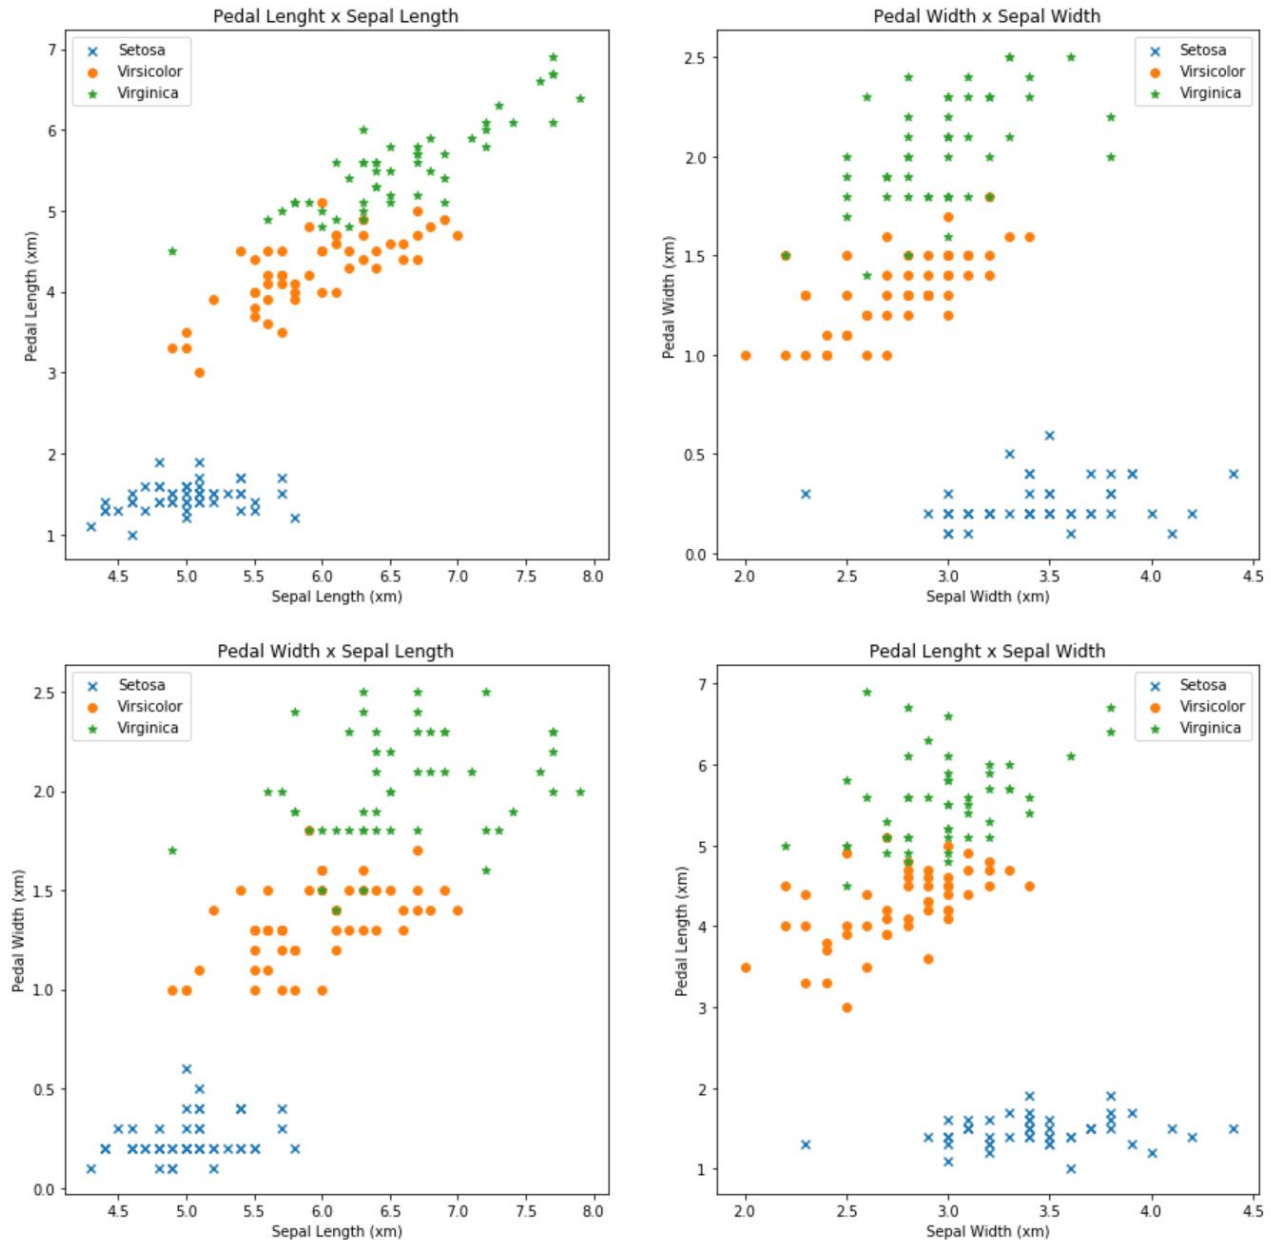 Pedal Lenght x Sepal Length
Setosa
Virsicolor
Virginica
7
6
5
4
3
2
1
Pedal Length (xm)
4.5 5.0 5.5 6.0 6.5 7.0 7.5 8.0
Sepal Length (xm)
Pedal Width x Sepal Width
Setosa
Virsicolor
Virginica
2.5
2.0
1.5
1.0
0.5
0.0
Pedal Width (xm)
2.0 2.5 3.0 3.5 4.0 4.5
Sepal Width (xm)
Pedal Width x Sepal Length
Setosa
Virsicolor
Virginica
2.5
2.0
1.5
1.0
0.5
0.0
Pedal Width (xm)
4.5 5.0 5.5 6.0 6.5 7.0 7.5 8.0
Sepal Length (xm)
Pedal Lenght x Sepal Width
Setosa
Virsicolor
Virginica
7
6
5
4
3
2
1
Pedal Length (xm)
2.0 2.5 3.0 3.5 4.0 4.5
Sepal Width (xm)